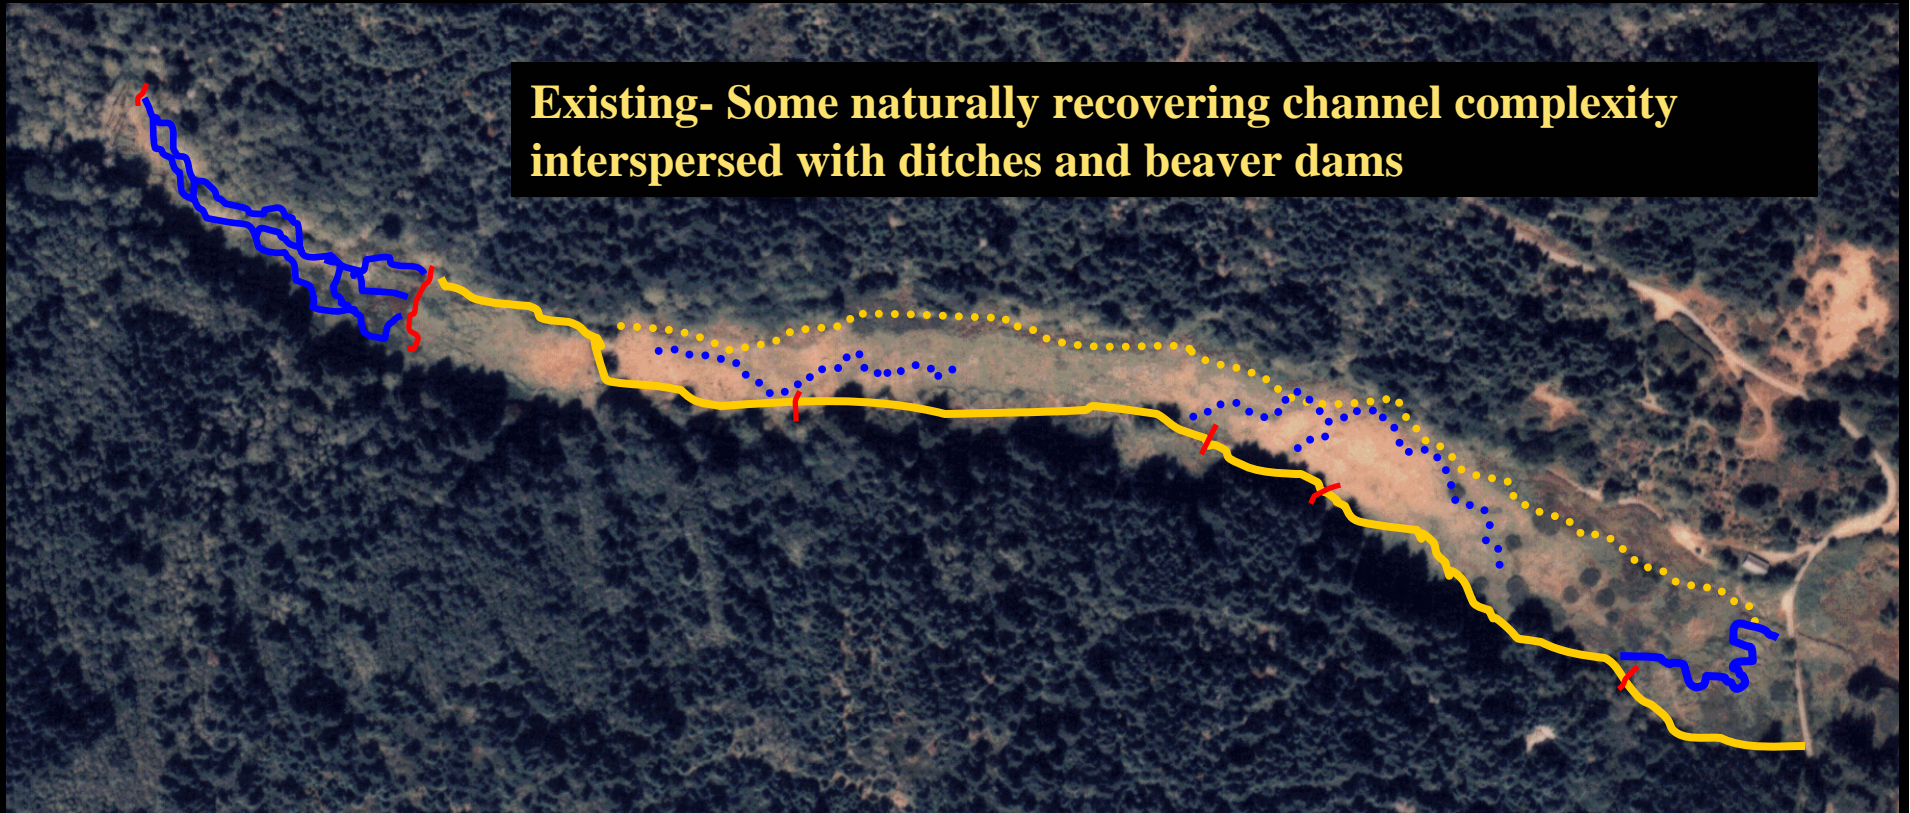 Existing- Some naturally recovering channel complexity
interspersed with ditches and beaver dams